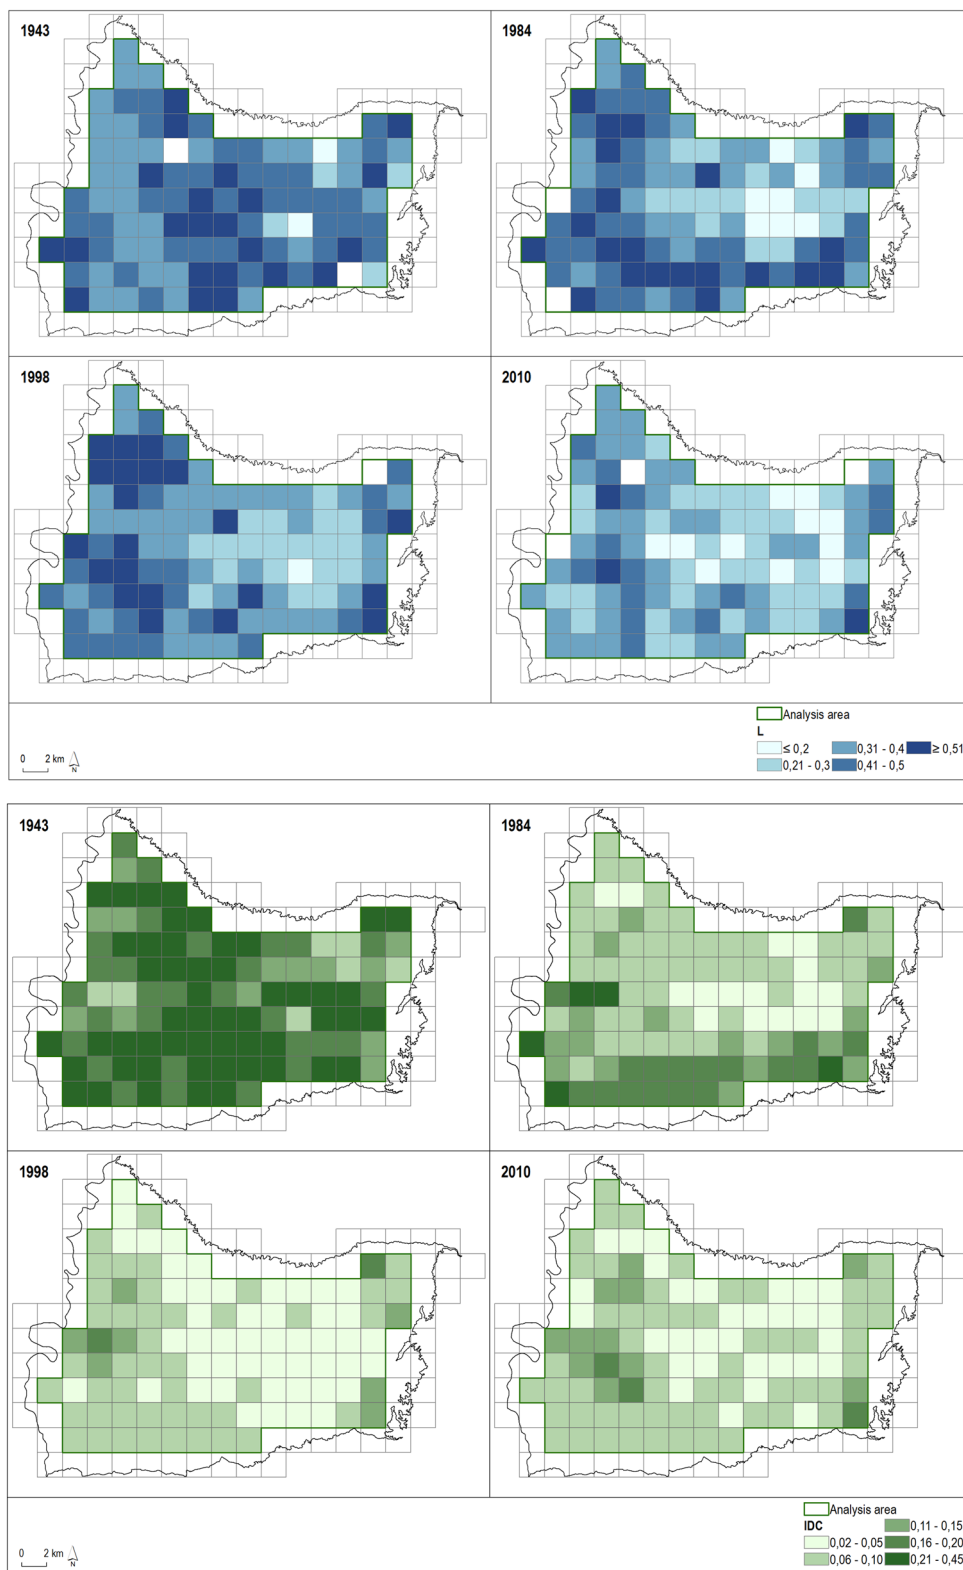 1943
1984
1998
2010
Analysis area
L
≤ 0,2
0,31 - 0,4
≥ 0,51
0,21 - 0,3
0,41 - 0,5
0 2 km
N
1943
1984
1998
2010
Analysis area
IDC
0,11 - 0,15
0,02 - 0,05
0,16 - 0,20
0,06 - 0,10
0,21 - 0,45
0 2 km
N